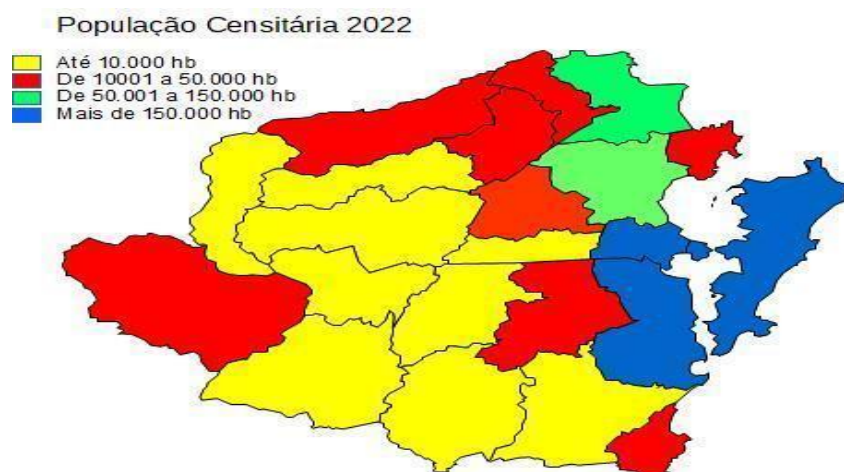 População Censitária 2022
Até 10.000 hb
De 10001 a 50.000 hb
De 50.001 a 150.000 hb
Mais de 150.000 hb